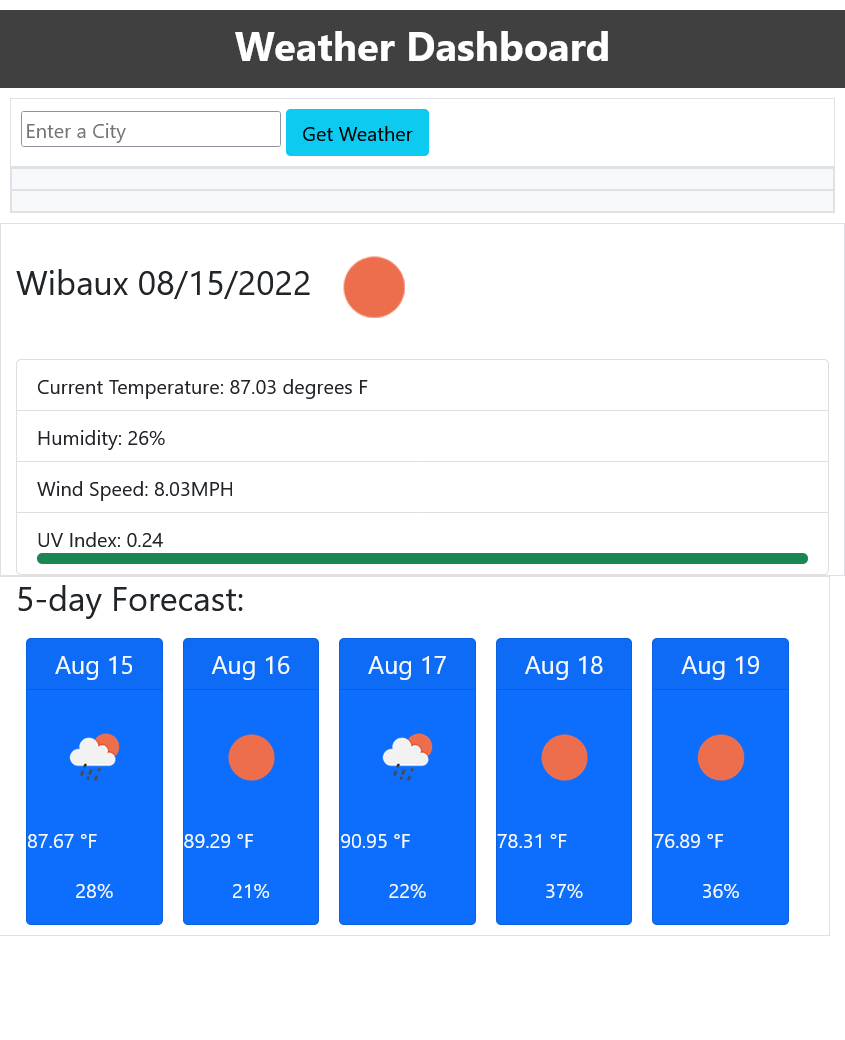 Weather Dashboard
Enter a City
Get Weather
Wibaux 08/15/2022
Current Temperature: 87.03 degrees F
Humidity: 26%
Wind Speed: 8.03MPH
UV Index: 0.24
5-day Forecast:
Aug 15
87.67 °F
28%
Aug 16
89.29 °F
21%
Aug 17
90.95 °F
22%
Aug 18
78.31 °F
37%
Aug 19
76.89 °F
36%